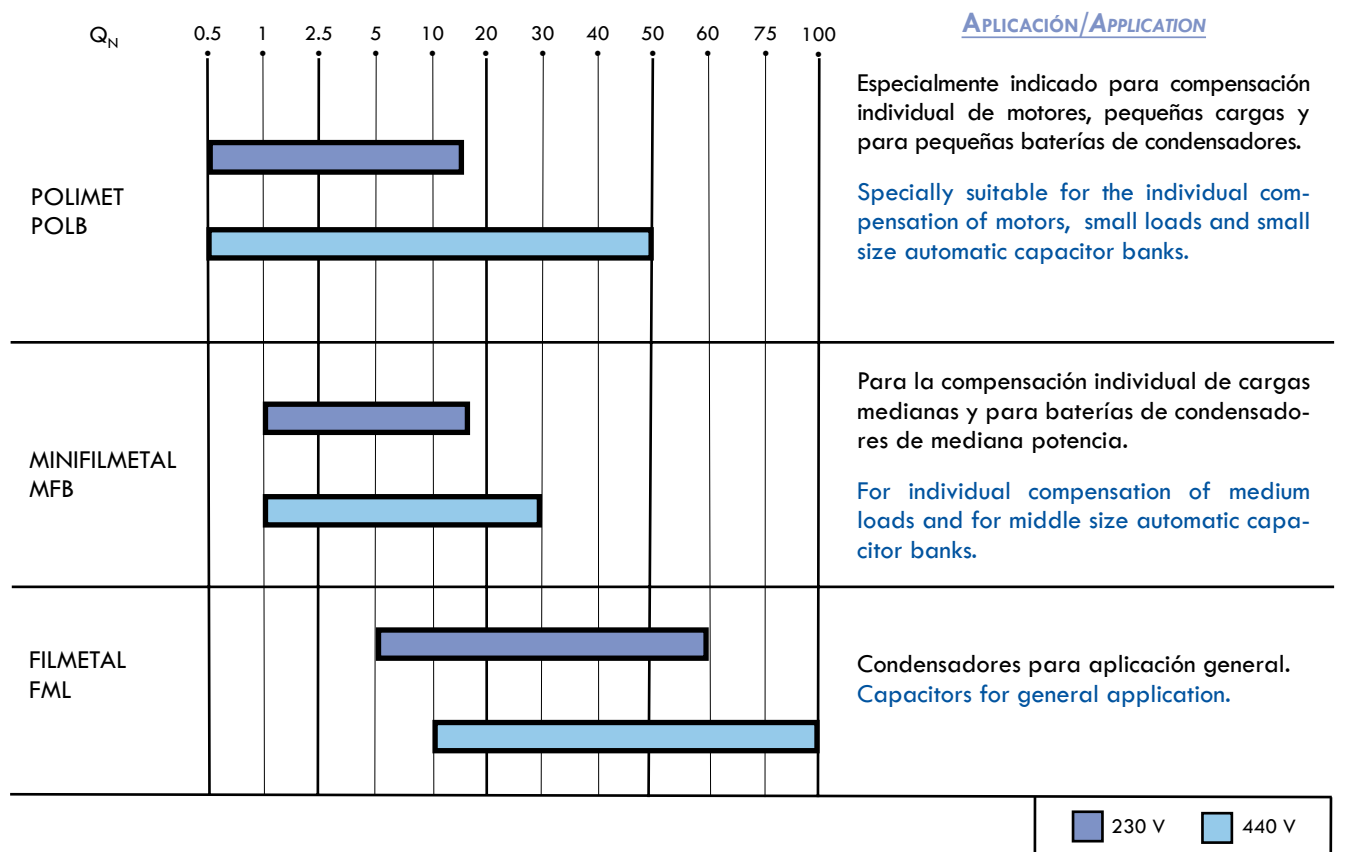 Q_N 0.5 1 2.5 5 10 20 30 40 50 60 75 100
APLICACIÓN/APPLICATION
POLIMET
POLB
Especialmente indicado para compensación
individual de motores, pequeñas cargas y
para pequeñas baterías de condensadores.
Specially suitable for the individual com-
pensation of motors, small loads and small
size automatic capacitor banks.
MINIFILMETAL
MFB
Para la compensación individual de cargas
medianas y para baterías de condensado-
res de mediana potencia.
For individual compensation of medium
loads and for middle size automatic capa-
citor banks.
FILMETAL
FML
Condensadores para aplicación general.
Capacitors for general application.
230 V 440 V